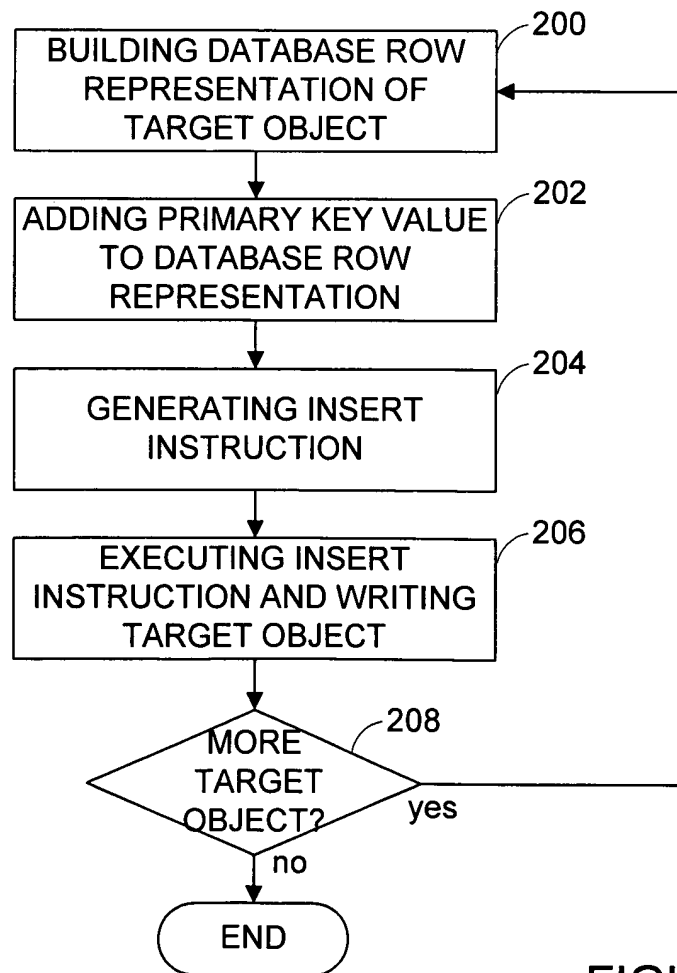 200
BUILDING DATABASE ROW
REPRESENTATION OF
TARGET OBJECT
202
ADDING PRIMARY KEY VALUE
TO DATABASE ROW
REPRESENTATION
204
GENERATING INSERT
INSTRUCTION
206
EXECUTING INSERT
INSTRUCTION AND WRITING
TARGET OBJECT
208
MORE
TARGET
OBJECT?
yes
no
END